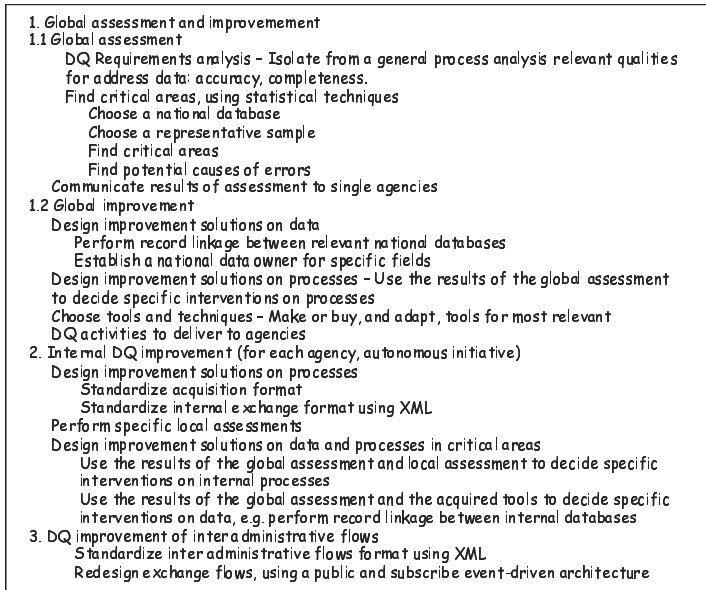 1. Global assessment and improvemement
1.1 Global assessment
DQ Requirements analysis – Isolate from a general process analysis relevant qualities
for address data: accuracy, completeness.
Find critical areas, using statistical techniques
Choose a national database
Choose a representative sample
Find critical areas
Find potential causes of errors
Communicate results of assessment to single agencies
1.2 Global improvement
Design improvement solutions on data
Perform record linkage between relevant national databases
Establish a national data owner for specific fields
Design improvement solutions on processes – Use the results of the global assessment
to decide specific interventions on processes
Choose tools and techniques – Make or buy, and adapt, tools for most relevant
DQ activities to deliver to agencies
2. Internal DQ improvement (for each agency, autonomous initiative)
Design improvement solutions on processes
Standardize acquisition format
Standardize internal exchange format using XML
Perform specific local assessments
Design improvement solutions on data and processes in critical areas
Use the results of the global assessment and local assessment to decide specific
interventions on internal processes
Use the results of the global assessment and the acquired tools to decide specific
interventions on data, e.g. perform record linkage between internal databases
3. DQ improvement of interadministrative flows
Standardize inter administrative flows format using XML
Redesign exchange flows, using a public and subscribe event-driven architecture